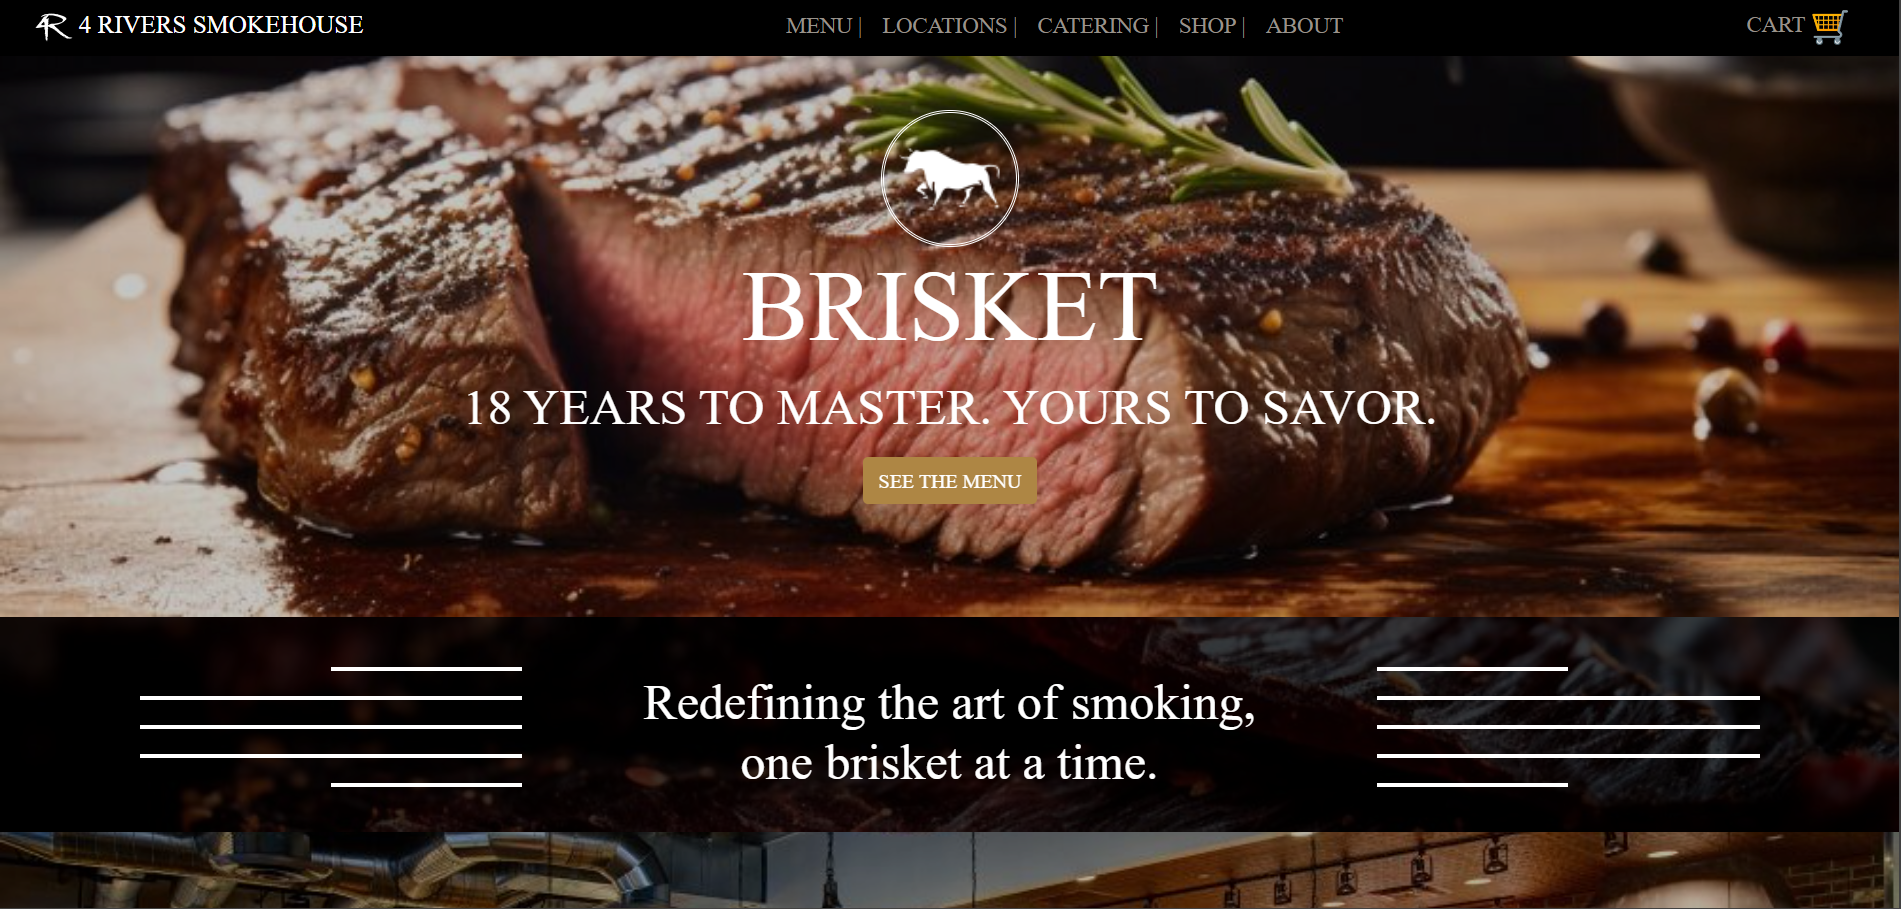 4R 4 RIVERS SMOKEHOUSE
MENU | LOCATIONS | CATERING | SHOP | ABOUT
CART
BRISKET
18 YEARS TO MASTER. YOURS TO SAVOR.
SEE THE MENU
Redefining the art of smoking,
one brisket at a time.